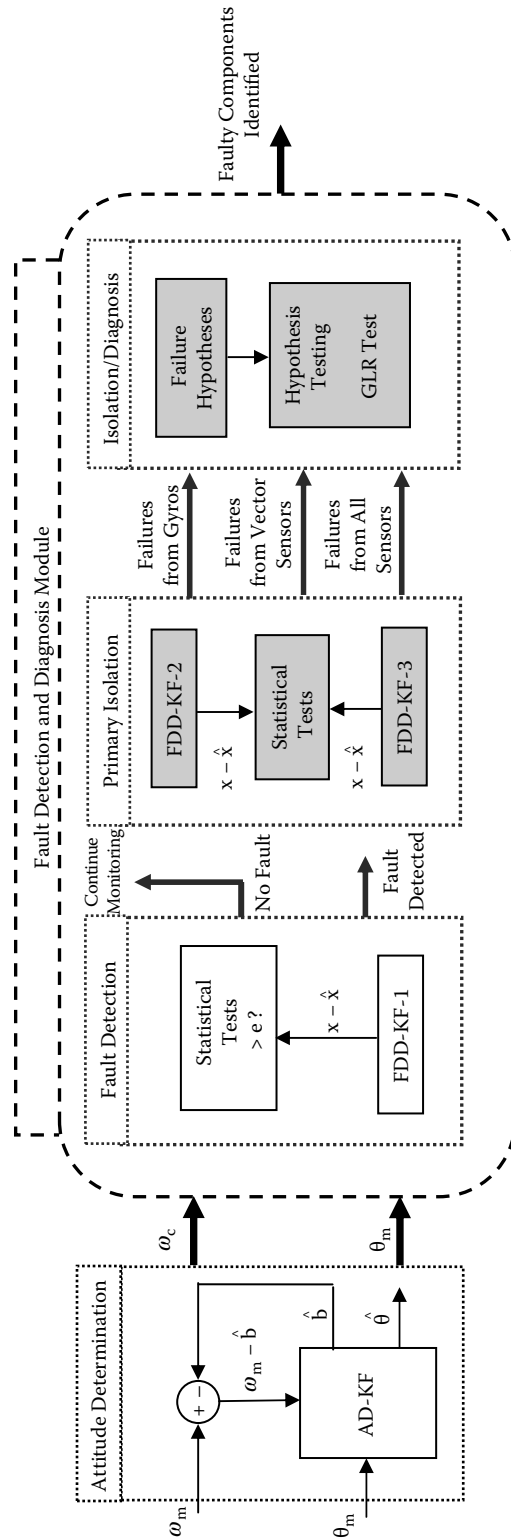 Fault Detection and Diagnosis Module
Attitude Determination
ω_m
+ −
ω_m − b̂
b̂
θ̂
AD-KF
θ_m
ω_c
θ_m
Fault Detection
Statistical
Tests
> e ?
x − x̂
FDD-KF-1
Continue
Monitoring
No Fault
Fault
Detected
Primary Isolation
FDD-KF-2
x − x̂
Statistical
Tests
x − x̂
FDD-KF-3
Failures
from Gyros
Failures
from Vector
Sensors
Failures
from All
Sensors
Isolation/Diagnosis
Failure
Hypotheses
Hypothesis
Testing
GLR Test
Faulty Components
Identified